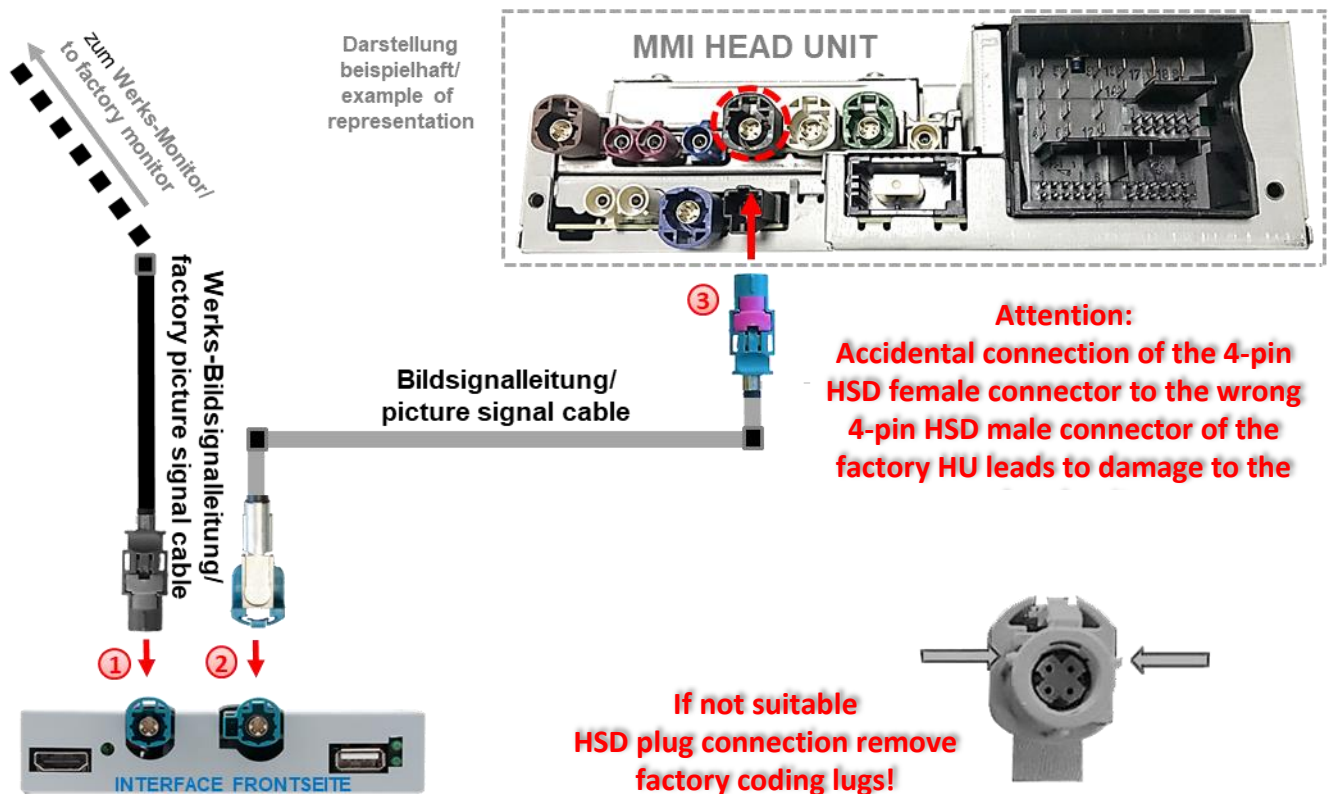 zum Werks-Monitor/
to factory monitor
Darstellung
beispielhaft/
example of
representation
MMI HEAD UNIT
Werks-Bildsignalleitung/
factory picture signal cable
Bildsignalleitung/
picture signal cable
3
Attention:
Accidental connection of the 4-pin
HSD female connector to the wrong
4-pin HSD male connector of the
factory HU leads to damage to the
1
2
If not suitable
HSD plug connection remove
factory coding lugs!
INTERFACE FRONTSEITE